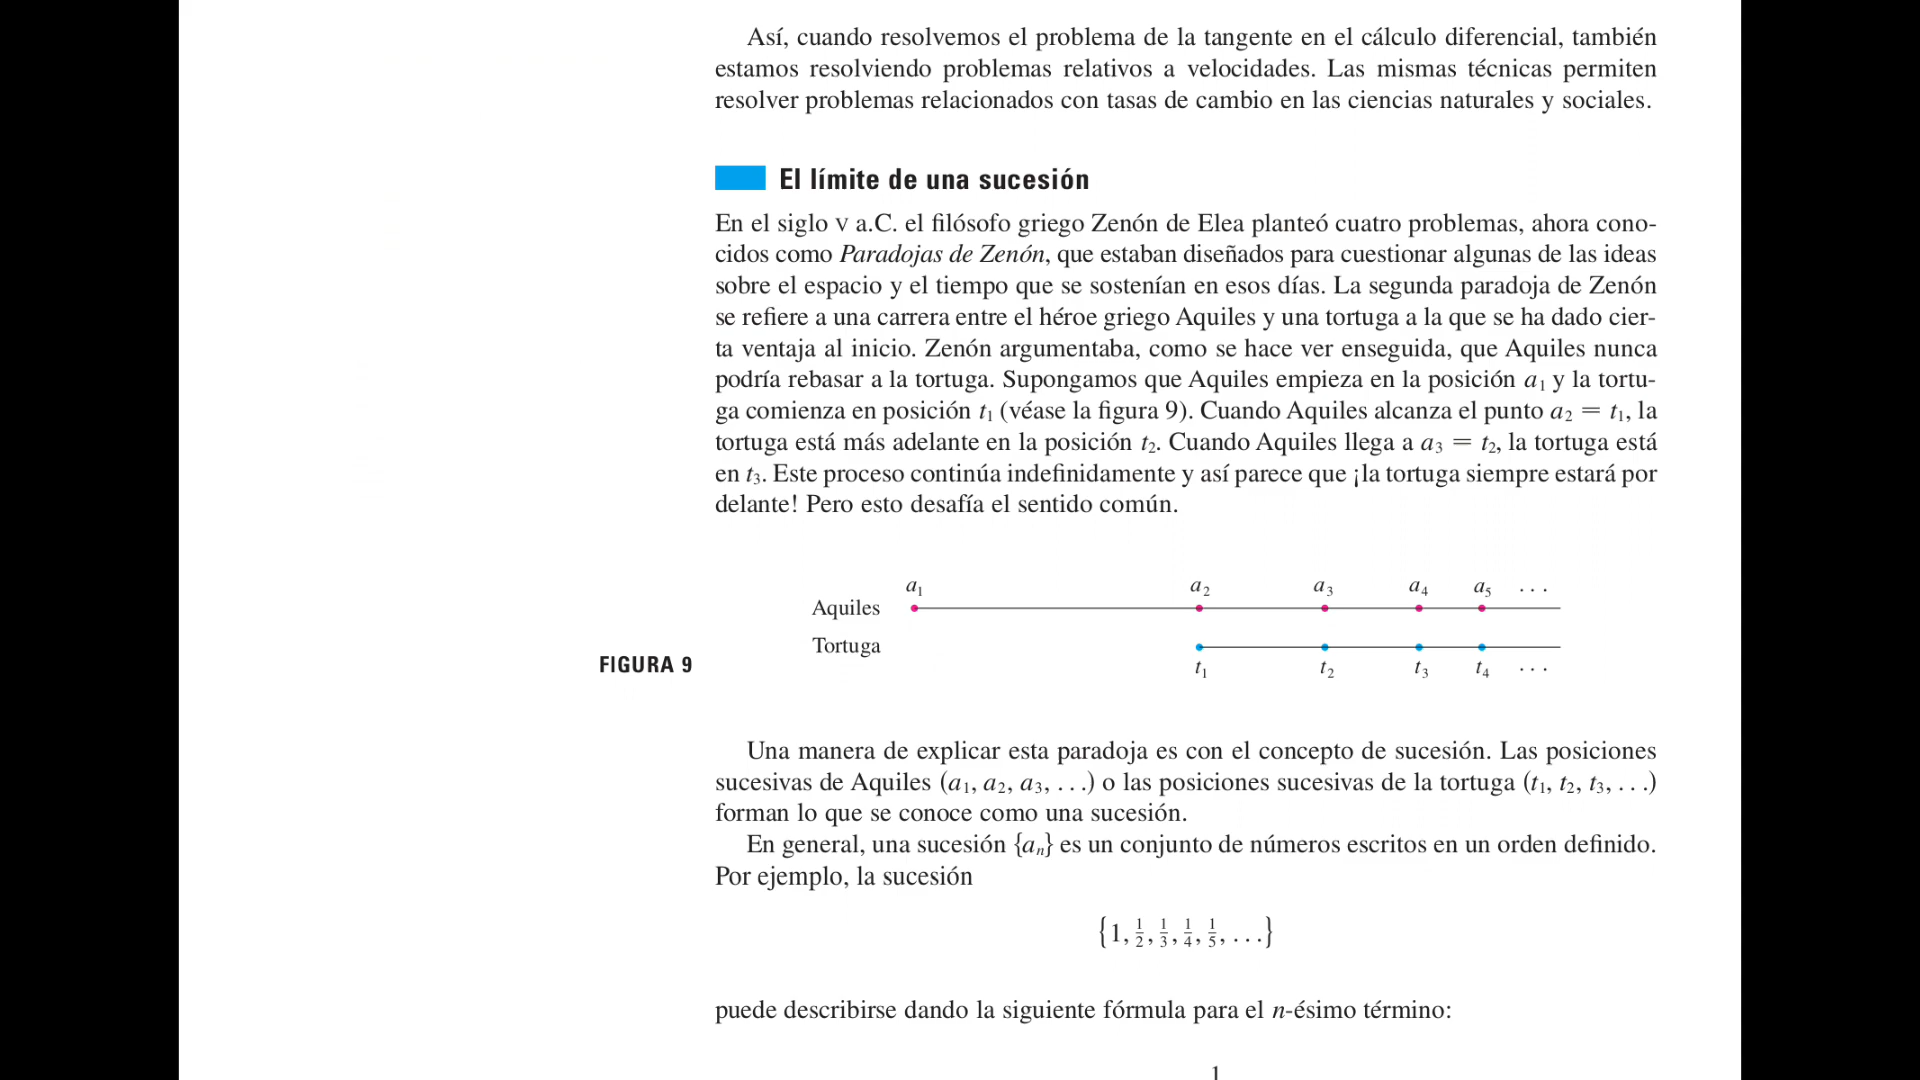 Así, cuando resolvemos el problema de la tangente en el cálculo diferencial, también
estamos resolviendo problemas relativos a velocidades. Las mismas técnicas permiten
resolver problemas relacionados con tasas de cambio en las ciencias naturales y sociales.
El límite de una sucesión
En el siglo V a.C. el filósofo griego Zenón de Elea planteó cuatro problemas, ahora cono-
cidos como Paradojas de Zenón, que estaban diseñados para cuestionar algunas de las ideas
sobre el espacio y el tiempo que se sostenían en esos días. La segunda paradoja de Zenón
se refiere a una carrera entre el héroe griego Aquiles y una tortuga a la que se ha dado cier-
ta ventaja al inicio. Zenón argumentaba, como se hace ver enseguida, que Aquiles nunca
podría rebasar a la tortuga. Supongamos que Aquiles empieza en la posición a₁ y la tortu-
ga comienza en posición t₁ (véase la figura 9). Cuando Aquiles alcanza el punto a₂ = t₁, la
tortuga está más adelante en la posición t₂. Cuando Aquiles llega a a₃ = t₂, la tortuga está
en t₃. Este proceso continúa indefinidamente y así parece que ¡la tortuga siempre estará por
delante! Pero esto desafía el sentido común.
a₁ a₂ a₃ a₄ a₅ . . .
Aquiles
Tortuga
FIGURA 9
t₁ t₂ t₃ t₄ . . .
Una manera de explicar esta paradoja es con el concepto de sucesión. Las posiciones
sucesivas de Aquiles (a₁, a₂, a₃, . . .) o las posiciones sucesivas de la tortuga (t₁, t₂, t₃, . . .)
forman lo que se conoce como una sucesión.
En general, una sucesión {aₙ} es un conjunto de números escritos en un orden definido.
Por ejemplo, la sucesión
{1, 1/2, 1/3, 1/4, 1/5, . . .}
puede describirse dando la siguiente fórmula para el n-ésimo término:
1